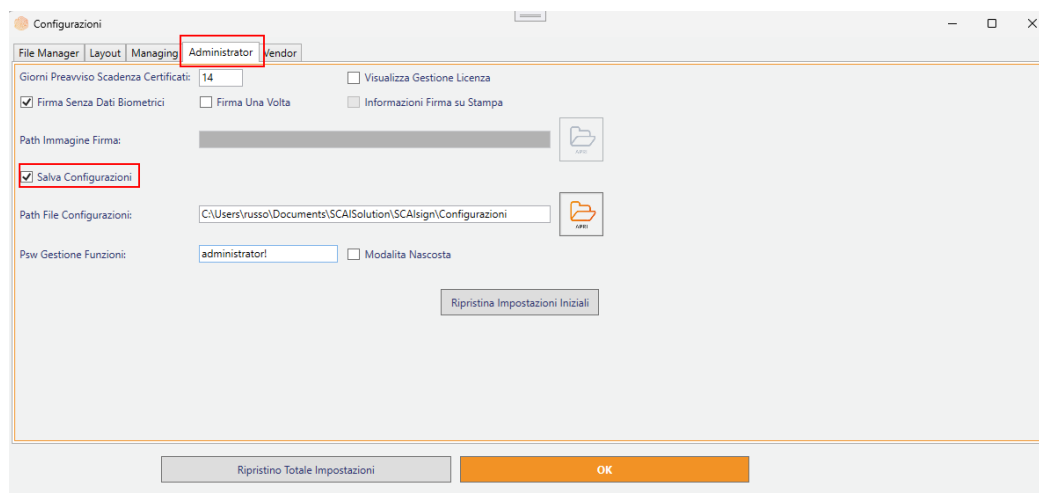 Configurazioni
File Manager Layout Managing Administrator Vendor
Giorni Preavviso Scadenza Certificati: 14 Visualizza Gestione Licenza
Firma Senza Dati Biometrici Firma Una Volta Informazioni Firma su Stampa
Path Immagine Firma:
Salva Configurazioni
Path File Configurazioni: C:\Users\russo\Documents\SCAISolution\SCAIsign\Configurazioni
Psw Gestione Funzioni: administrator! Modalita Nascosta
Ripristina Impostazioni Iniziali
Ripristino Totale Impostazioni OK